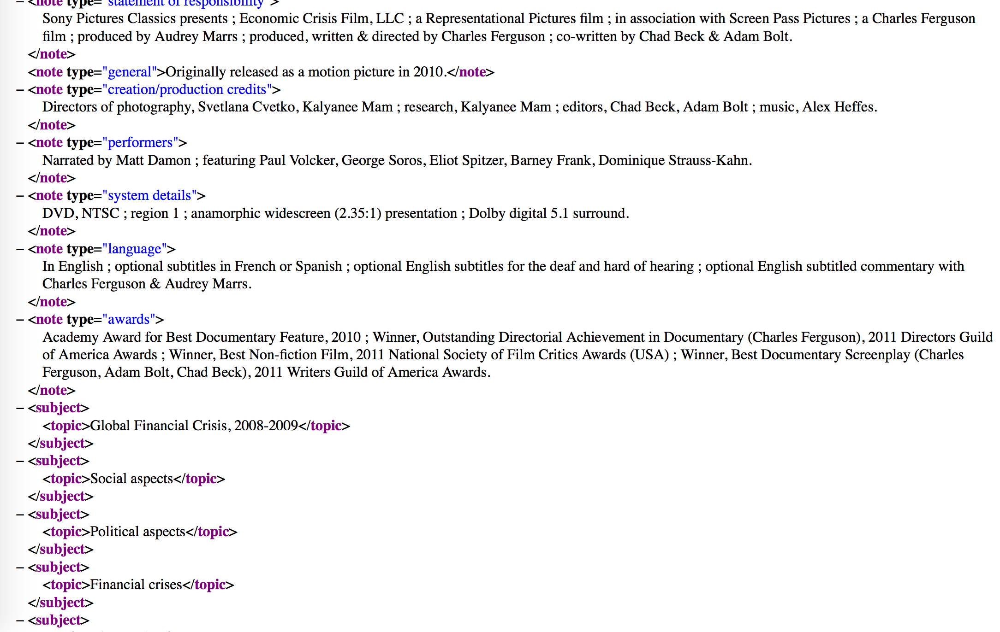 – <note type="statement of responsibility">
Sony Pictures Classics presents ; Economic Crisis Film, LLC ; a Representational Pictures film ; in association with Screen Pass Pictures ; a Charles Ferguson
film ; produced by Audrey Marrs ; produced, written & directed by Charles Ferguson ; co-written by Chad Beck & Adam Bolt.
</note>
<note type="general">Originally released as a motion picture in 2010.</note>
– <note type="creation/production credits">
Directors of photography, Svetlana Cvetko, Kalyanee Mam ; research, Kalyanee Mam ; editors, Chad Beck, Adam Bolt ; music, Alex Heffes.
</note>
– <note type="performers">
Narrated by Matt Damon ; featuring Paul Volcker, George Soros, Eliot Spitzer, Barney Frank, Dominique Strauss-Kahn.
</note>
– <note type="system details">
DVD, NTSC ; region 1 ; anamorphic widescreen (2.35:1) presentation ; Dolby digital 5.1 surround.
</note>
– <note type="language">
In English ; optional subtitles in French or Spanish ; optional English subtitles for the deaf and hard of hearing ; optional English subtitled commentary with
Charles Ferguson & Audrey Marrs.
</note>
– <note type="awards">
Academy Award for Best Documentary Feature, 2010 ; Winner, Outstanding Directorial Achievement in Documentary (Charles Ferguson), 2011 Directors Guild
of America Awards ; Winner, Best Non-fiction Film, 2011 National Society of Film Critics Awards (USA) ; Winner, Best Documentary Screenplay (Charles
Ferguson, Adam Bolt, Chad Beck), 2011 Writers Guild of America Awards.
</note>
– <subject>
<topic>Global Financial Crisis, 2008-2009</topic>
</subject>
– <subject>
<topic>Social aspects</topic>
</subject>
– <subject>
<topic>Political aspects</topic>
</subject>
– <subject>
<topic>Financial crises</topic>
</subject>
– <subject>